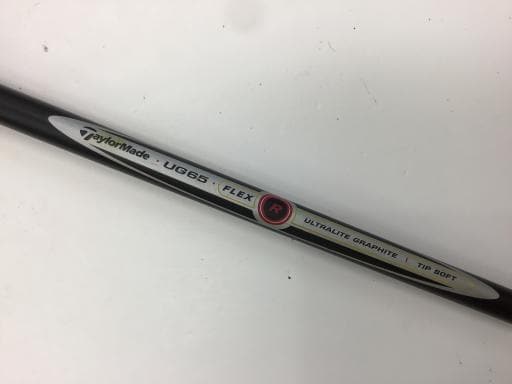 TaylorMade · UG65 · FLEX R ULTRALITE GRAPHITE | TIP SOFT